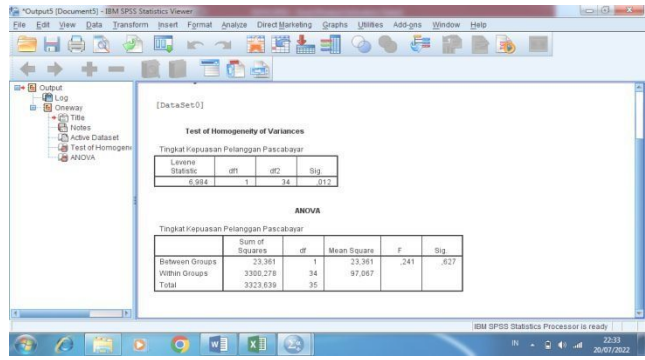 *Output5 [Document5] - IBM SPSS Statistics Viewer
File Edit View Data Transform Insert Format Analyze Direct Marketing Graphs Utilities Add-ons Window Help
Output
Log
Oneway
Title
Notes
Active Dataset
Test of Homogen
ANOVA
[DataSet0]
Test of Homogeneity of Variances
Tingkat Kepuasan Pelanggan Pascabayar
Levene Statistic df1 df2 Sig.
6,984 1 34 ,012
ANOVA
Tingkat Kepuasan Pelanggan Pascabayar
Sum of Squares df Mean Square F Sig.
Between Groups 23,361 1 23,361 ,241 ,627
Within Groups 3300,278 34 97,067
Total 3323,639 35
IBM SPSS Statistics Processor is ready
IN 22:33
20/07/2022